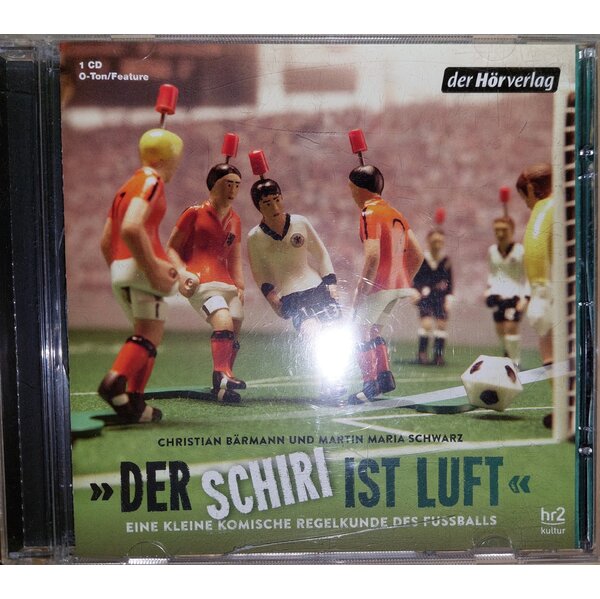 1 CD
O-Ton/Feature
der Hörverlag
CHRISTIAN BÄRMANN UND MARTIN MARIA SCHWARZ
»DER SCHIRI IST LUFT«
EINE KLEINE KOMISCHE REGELKUNDE DES FUSSBALLS
hr2
kultur